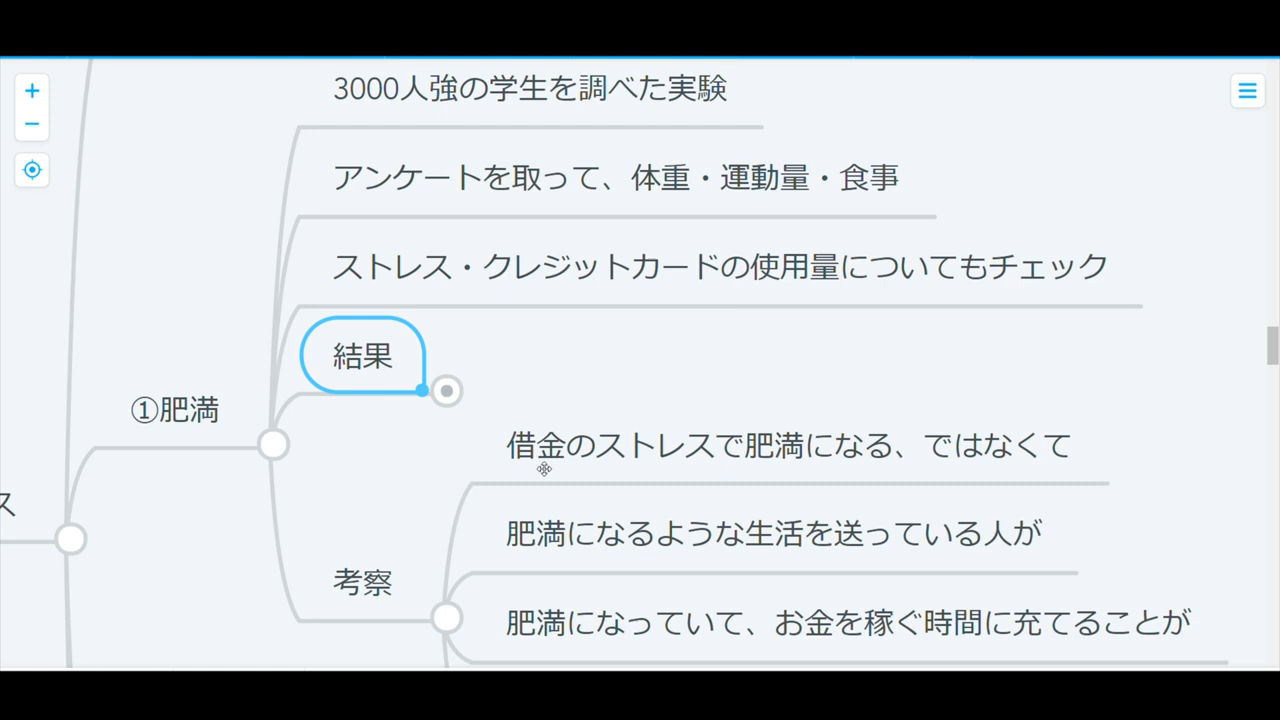 3000人強の学生を調べた実験
アンケートを取って、体重・運動量・食事
ストレス・クレジットカードの使用量についてもチェック
結果
①肥満
借金のストレスで肥満になる、ではなくて
ス
肥満になるような生活を送っている人が
考察
肥満になっていて、お金を稼ぐ時間に充てることが